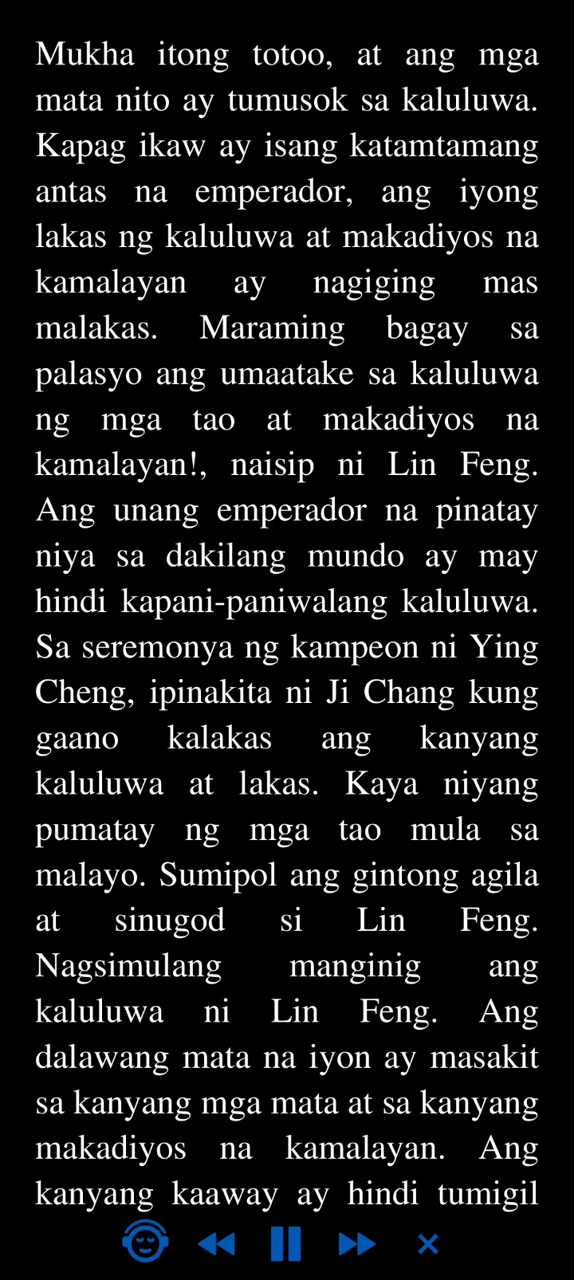 Mukha itong totoo, at ang mga
mata nito ay tumusok sa kaluluwa.
Kapag ikaw ay isang katamtamang
antas na emperador, ang iyong
lakas ng kaluluwa at makadiyos na
kamalayan ay nagiging mas
malakas. Maraming bagay sa
palasyo ang umaatake sa kaluluwa
ng mga tao at makadiyos na
kamalayan!, naisip ni Lin Feng.
Ang unang emperador na pinatay
niya sa dakilang mundo ay may
hindi kapani-paniwalang kaluluwa.
Sa seremonya ng kampeon ni Ying
Cheng, ipinakita ni Ji Chang kung
gaano kalakas ang kanyang
kaluluwa at lakas. Kaya niyang
pumatay ng mga tao mula sa
malayo. Sumipol ang gintong agila
at sinugod si Lin Feng.
Nagsimulang manginig ang
kaluluwa ni Lin Feng. Ang
dalawang mata na iyon ay masakit
sa kanyang mga mata at sa kanyang
makadiyos na kamalayan. Ang
kanyang kaaway ay hindi tumigil